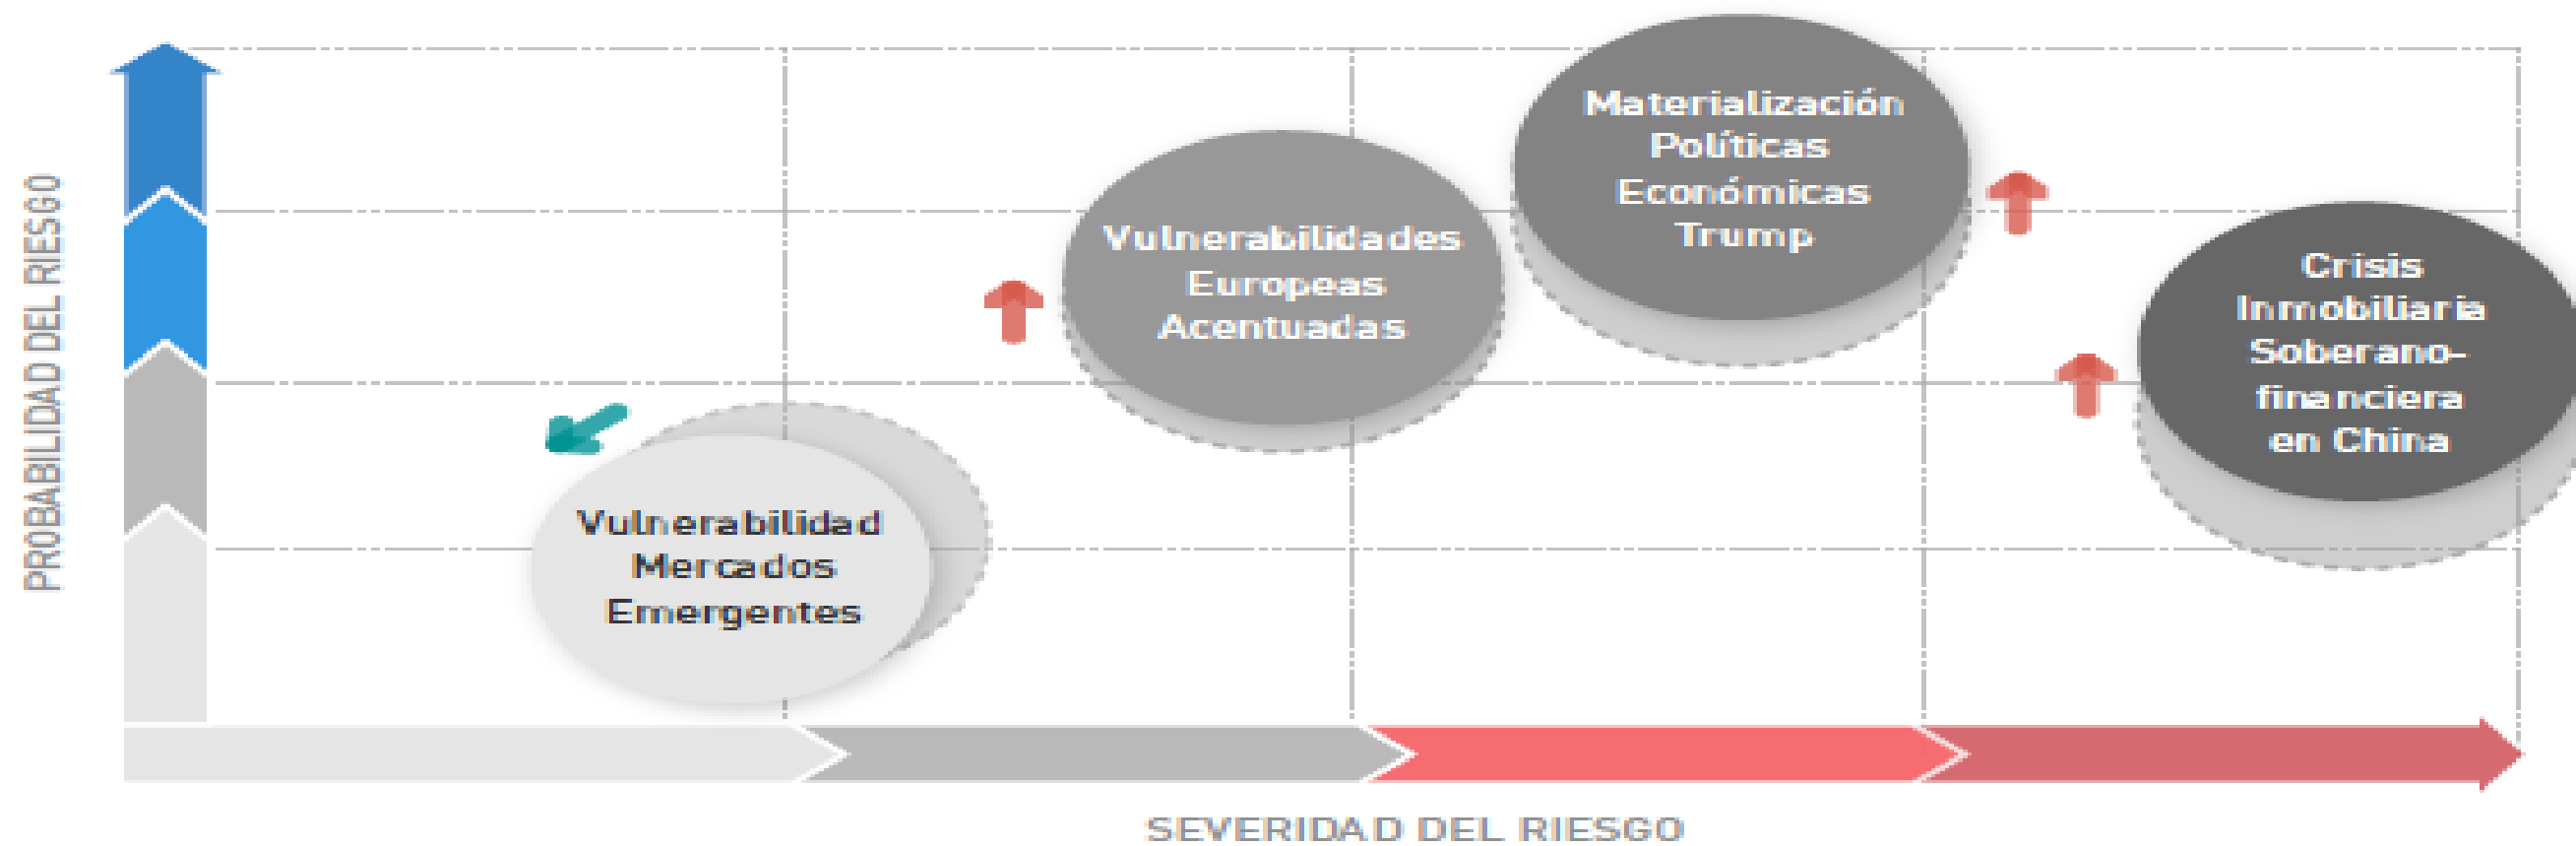 PROBABILIDAD DEL RIESGO
Vulnerabilidad
Mercados
Emergentes
Vulnerabilidades
Europeas
Acentuadas
Materialización
Políticas
Económicas
Trump
Crisis
Inmobiliaria
Soberano-
financiera
en China
SEVERIDAD DEL RIESGO